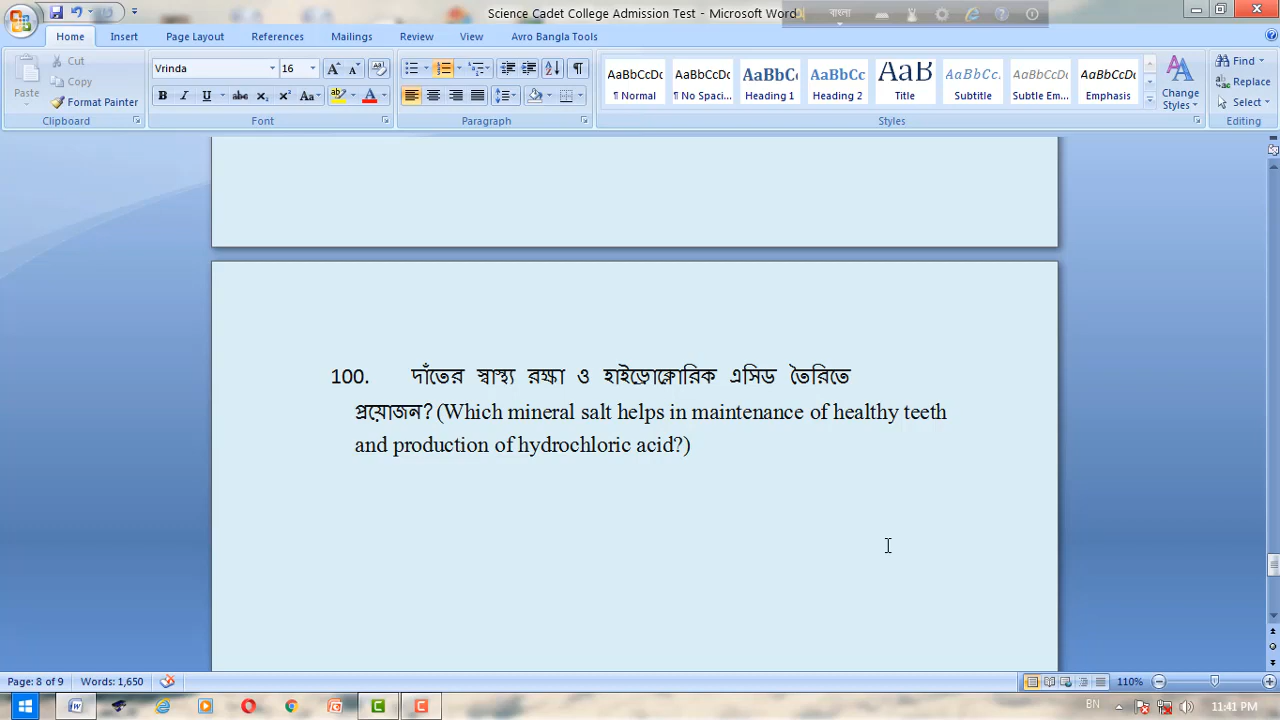 Science Cadet College Admission Test - Microsoft Word
বাংলা
Home Insert Page Layout References Mailings Review View Avro Bangla Tools
Paste Cut Copy Format Painter Clipboard
Vrinda 16 Font
Paragraph
AaBbCcDc ¶ Normal
AaBbCcDc ¶ No Spaci...
AaBbC Heading 1
AaBbCc Heading 2
AaB Title
AaBbCc. Subtitle
AaBbCcDc Subtle Em...
AaBbCcDc Emphasis
Change Styles
Styles
Find Replace Select Editing
100. দাঁতের স্বাস্থ্য রক্ষা ও হাইড্রোক্লোরিক এসিড তৈরিতে
প্রয়োজন? (Which mineral salt helps in maintenance of healthy teeth
and production of hydrochloric acid?)
Page: 8 of 9 Words: 1,650 110%
BN 11:41 PM